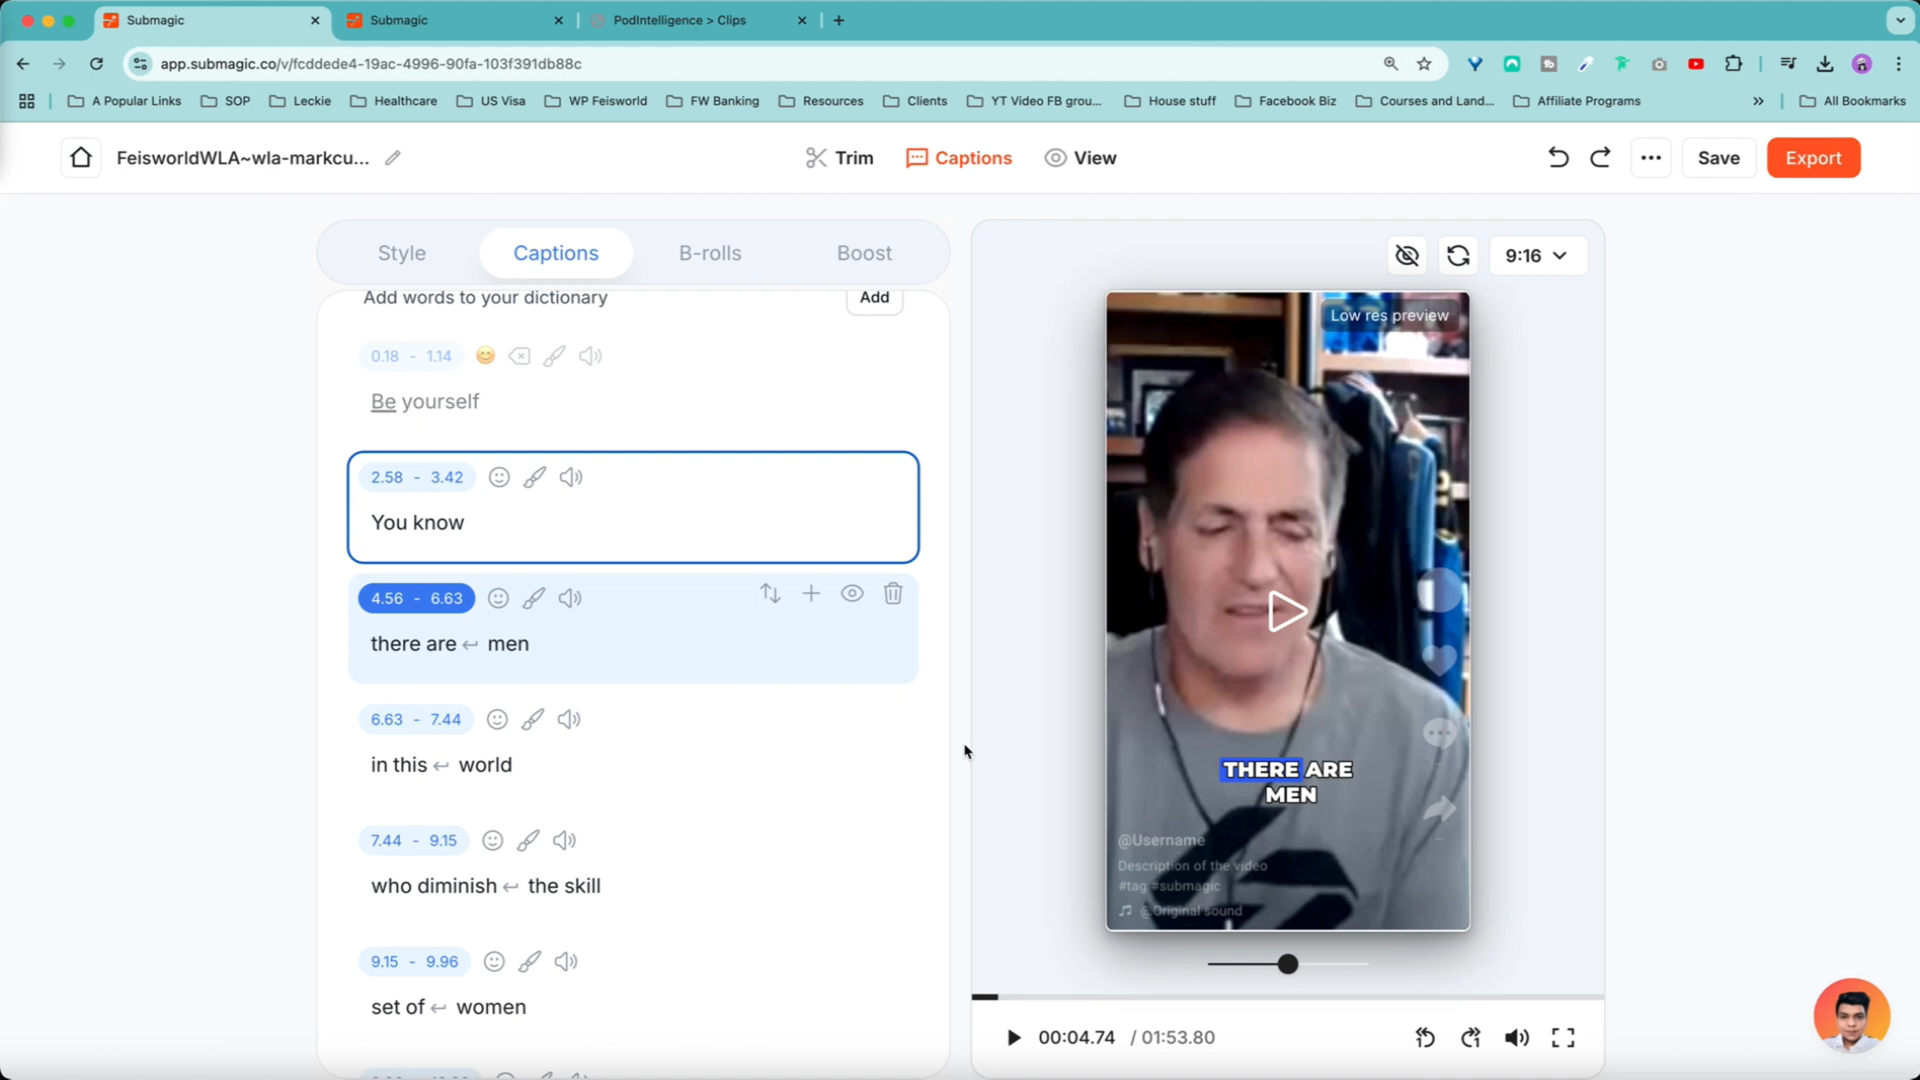 Submagic
Submagic
PodIntelligence > Clips
app.submagic.co/v/fcddede4-19ac-4996-90fa-103f391db88c
A Popular Links
SOP
Leckie
Healthcare
US Visa
WP Feisworld
FW Banking
Resources
Clients
YT Video FB grou...
House stuff
Facebook Biz
Courses and Land...
Affiliate Programs
All Bookmarks
FeisworldWLA~wla-markcu...
Trim
Captions
View
Save
Export
Style
Captions
B-rolls
Boost
9:16
Add words to your dictionary
Add
0.18 - 1.14
Be yourself
2.58 - 3.42
You know
4.56 - 6.63
there are ↩ men
6.63 - 7.44
in this ↩ world
7.44 - 9.15
who diminish ↩ the skill
9.15 - 9.96
set of ↩ women
Low res preview
THERE ARE
MEN
@Username
Description of the video
#tag #submagic
@Original sound
00:04.74 / 01:53.80